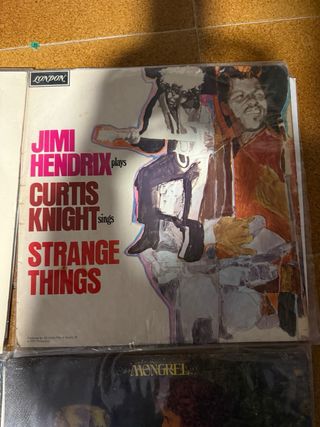 LONDON
JIMI
HENDRIX plays
CURTIS
KNIGHT sings
STRANGE
THINGS
MONGREL